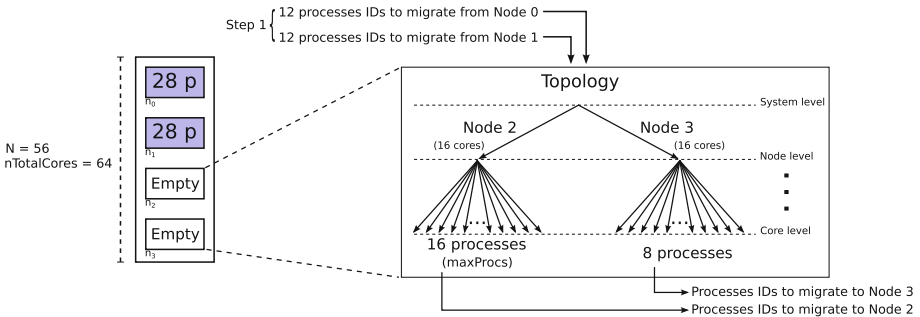 Step 1
12 processes IDs to migrate from Node 0
12 processes IDs to migrate from Node 1
N = 56
nTotalCores = 64
28 p
n0
28 p
n1
Empty
n2
Empty
n3
Topology
System level
Node 2
(16 cores)
Node 3
(16 cores)
Node level
...
...
Core level
16 processes
(maxProcs)
8 processes
Processes IDs to migrate to Node 3
Processes IDs to migrate to Node 2